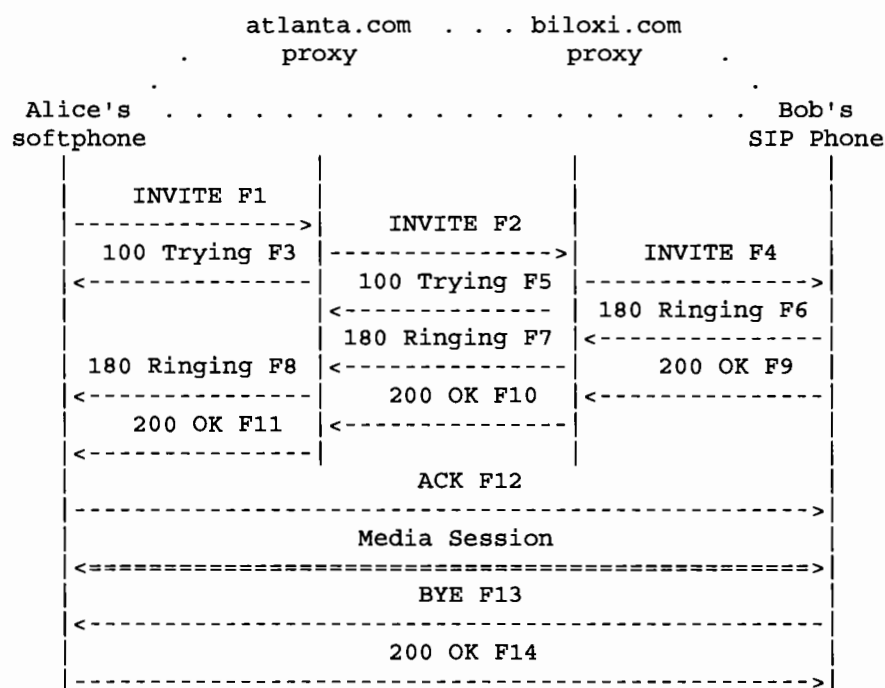 atlanta.com . . . biloxi.com
. proxy proxy .
. .
Alice's . . . . . . . . . . . . . . . . . . . . Bob's
softphone SIP Phone
| | | |
| INVITE F1 | | |
|--------------->| INVITE F2 | |
| 100 Trying F3 |--------------->| INVITE F4 |
|<---------------| 100 Trying F5 |--------------->|
| |<-------------- | 180 Ringing F6 |
| | 180 Ringing F7 |<---------------|
| 180 Ringing F8 |<---------------| 200 OK F9 |
|<---------------| 200 OK F10 |<---------------|
| 200 OK F11 |<---------------| |
|<---------------| | |
| ACK F12 |
|------------------------------------------------->|
| Media Session |
|<================================================>|
| BYE F13 |
|<-------------------------------------------------|
| 200 OK F14 |
|------------------------------------------------->|